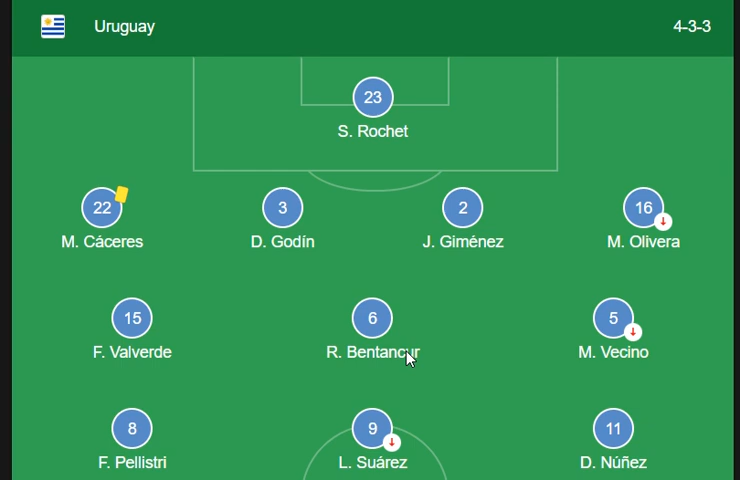 Uruguay 4-3-3
23
S. Rochet
22 3 2 16
M. Cáceres D. Godín J. Giménez M. Olivera
15 6 5
F. Valverde R. Bentancur M. Vecino
8 9 11
F. Pellistri L. Suárez D. Núñez